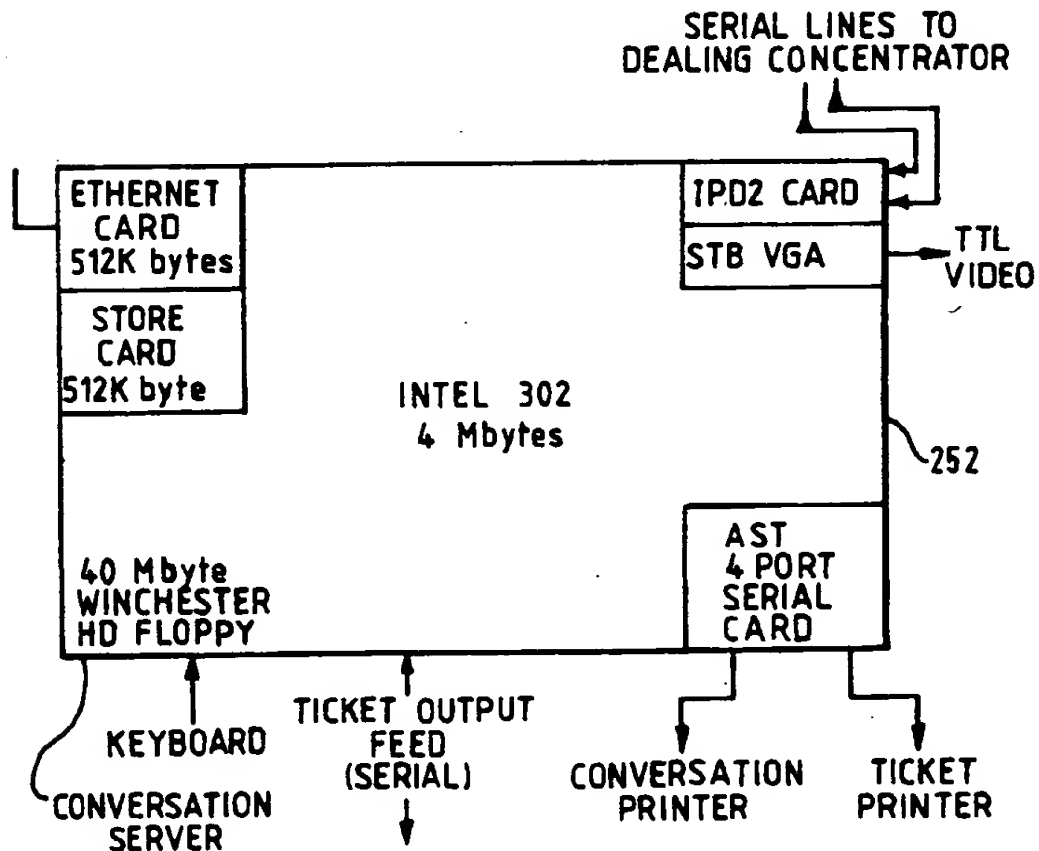 SERIAL LINES TO
DEALING CONCENTRATOR
ETHERNET
CARD
512K bytes
STORE
CARD
512K byte
IPD2 CARD
STB VGA
TTL
VIDEO
INTEL 302
4 Mbytes
252
40 Mbyte
WINCHESTER
HD FLOPPY
AST
4 PORT
SERIAL
CARD
KEYBOARD
TICKET OUTPUT
FEED
(SERIAL)
CONVERSATION
PRINTER
TICKET
PRINTER
CONVERSATION
SERVER